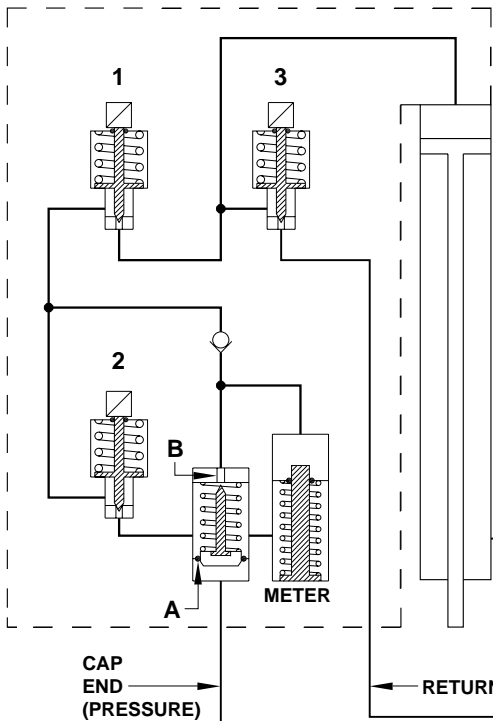 1
3
2
B
A
METER
CAP
END
(PRESSURE)
RETURN